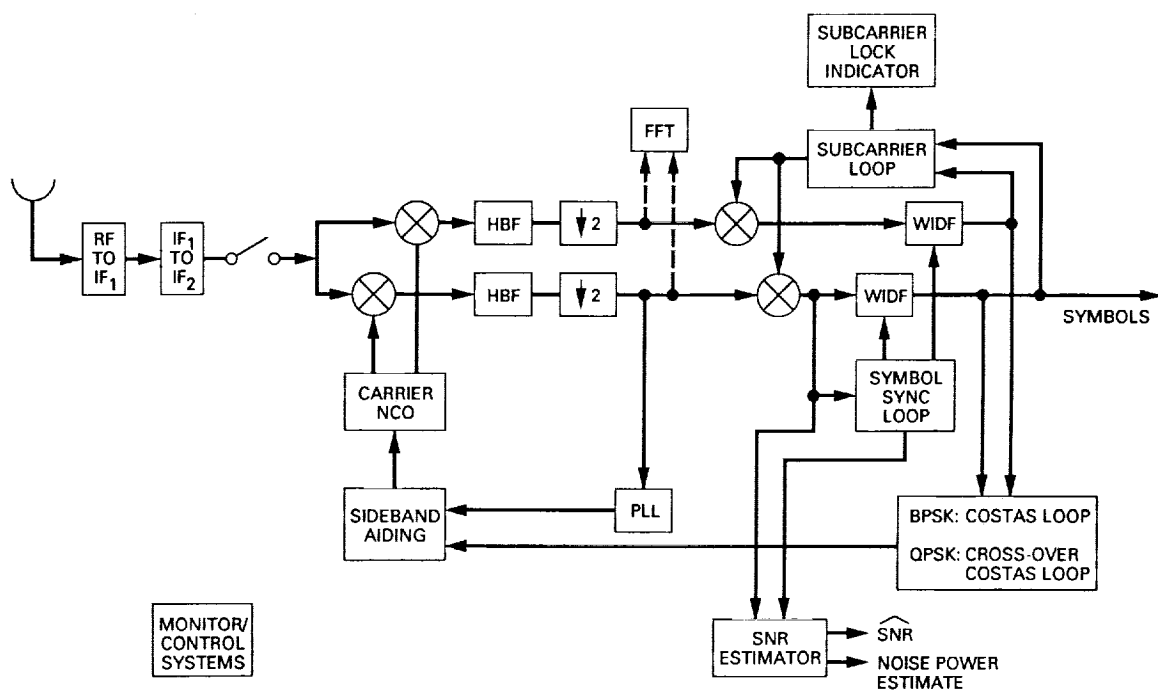 SUBCARRIER
LOCK
INDICATOR
FFT
SUBCARRIER
LOOP
RF
TO
IF1
IF1
TO
IF2
HBF
↓2
WIDF
HBF
↓2
WIDF
SYMBOLS
CARRIER
NCO
SYMBOL
SYNC
LOOP
SIDEBAND
AIDING
PLL
BPSK: COSTAS LOOP
QPSK: CROSS-OVER
COSTAS LOOP
MONITOR/
CONTROL
SYSTEMS
SNR
ESTIMATOR
SNR
NOISE POWER
ESTIMATE